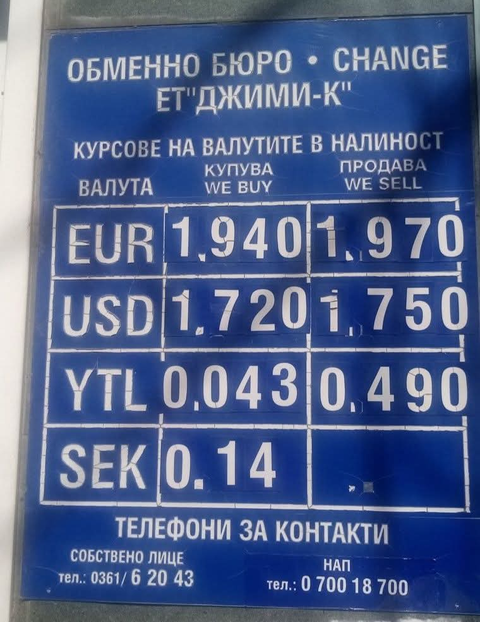 ОБМЕННО БЮРО • CHANGE
ЕТ"ДЖИМИ-К"
КУРСОВЕ НА ВАЛУТИТЕ В НАЛИНОСТ
ВАЛУТА КУПУВА ПРОДАВА
WE BUY WE SELL
EUR 1.940 1.970
USD 1.720 1.750
YTL 0.043 0.490
SEK 0.14
ТЕЛЕФОНИ ЗА КОНТАКТИ
СОБСТВЕНО ЛИЦЕ НАП
тел.: 0361/ 6 20 43 тел.: 0 700 18 700